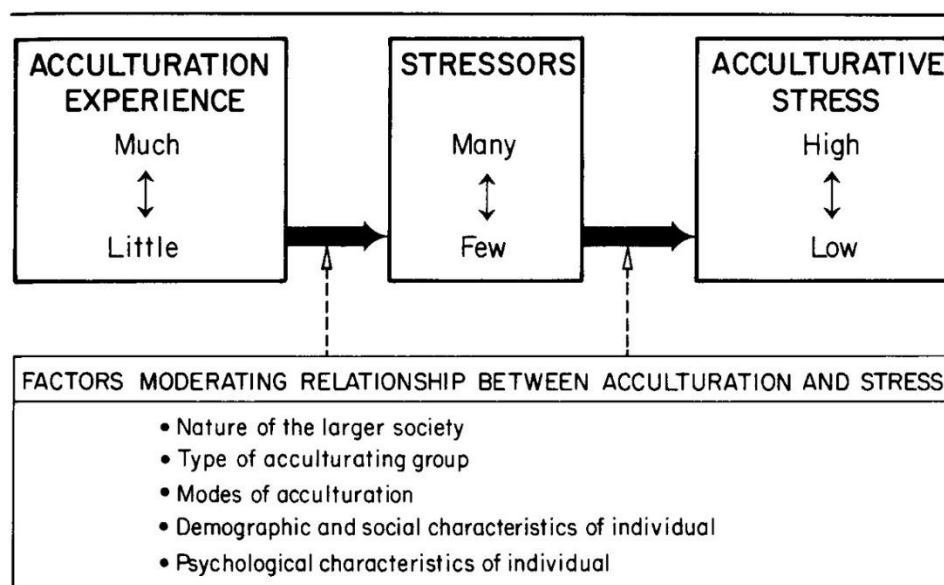 ACCULTURATION
EXPERIENCE
Much
Little
STRESSORS
Many
Few
ACCULTURATIVE
STRESS
High
Low
FACTORS MODERATING RELATIONSHIP BETWEEN ACCULTURATION AND STRESS
• Nature of the larger society
• Type of acculturating group
• Modes of acculturation
• Demographic and social characteristics of individual
• Psychological characteristics of individual